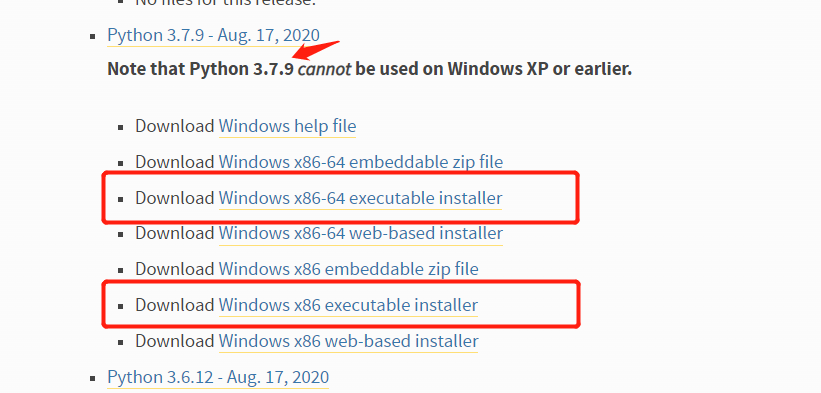 No files for this release.
Python 3.7.9 - Aug. 17, 2020
Note that Python 3.7.9 cannot be used on Windows XP or earlier.
Download Windows help file
Download Windows x86-64 embeddable zip file
Download Windows x86-64 executable installer
Download Windows x86-64 web-based installer
Download Windows x86 embeddable zip file
Download Windows x86 executable installer
Download Windows x86 web-based installer
Python 3.6.12 - Aug. 17, 2020